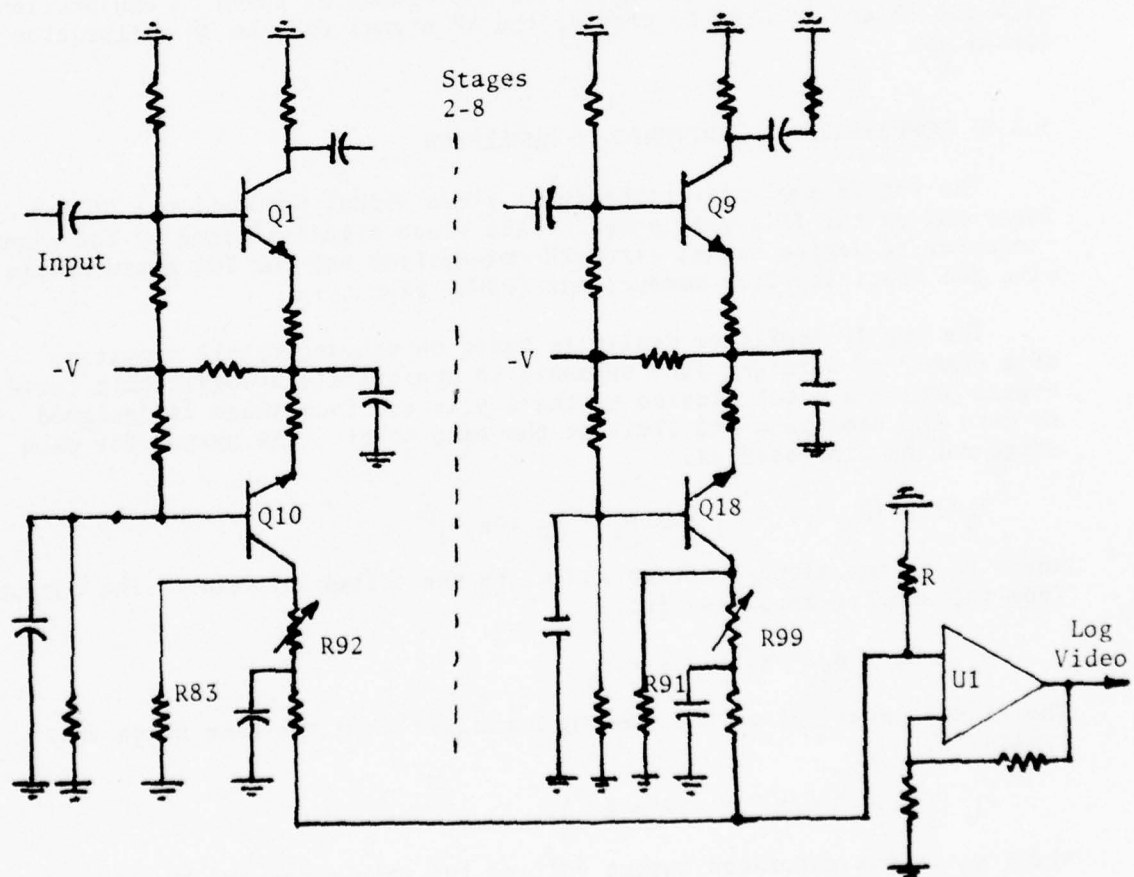 Stages
2-8
Q1
Q9
Input
-V
-V
Q10
Q18
R
R92
R99
Log
Video
R83
R91
U1